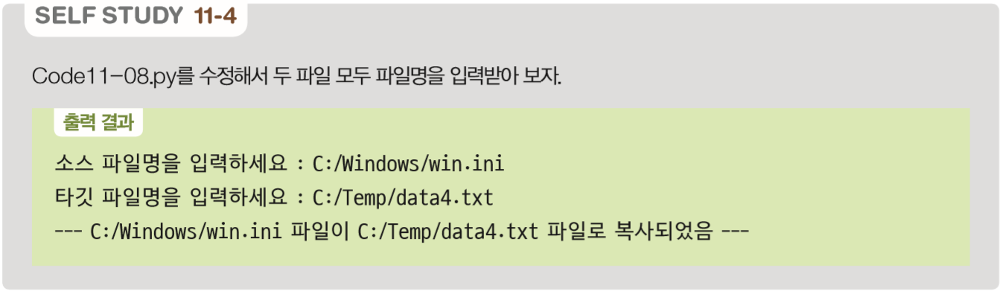 SELF STUDY 11-4
Code11-08.py를 수정해서 두 파일 모두 파일명을 입력받아 보자.
출력 결과
소스 파일명을 입력하세요 : C:/Windows/win.ini
타깃 파일명을 입력하세요 : C:/Temp/data4.txt
--- C:/Windows/win.ini 파일이 C:/Temp/data4.txt 파일로 복사되었음 ---